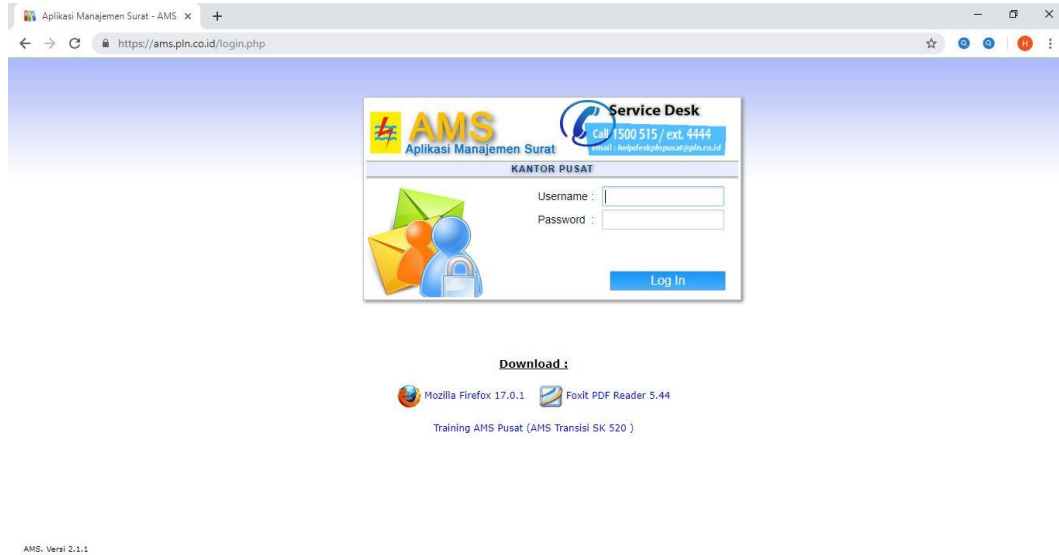 Aplikasi Manajemen Surat - AMS
https://ams.pln.co.id/login.php
H
AMS
Aplikasi Manajemen Surat
Service Desk
Call 1500 515 / ext. 4444
email : helpdeskplnpusat@pln.co.id
KANTOR PUSAT
Username :
Password :
Log In
Download :
Mozilla Firefox 17.0.1 Foxit PDF Reader 5.44
Training AMS Pusat (AMS Transisi SK 520 )
AMS. Versi 2.1.1